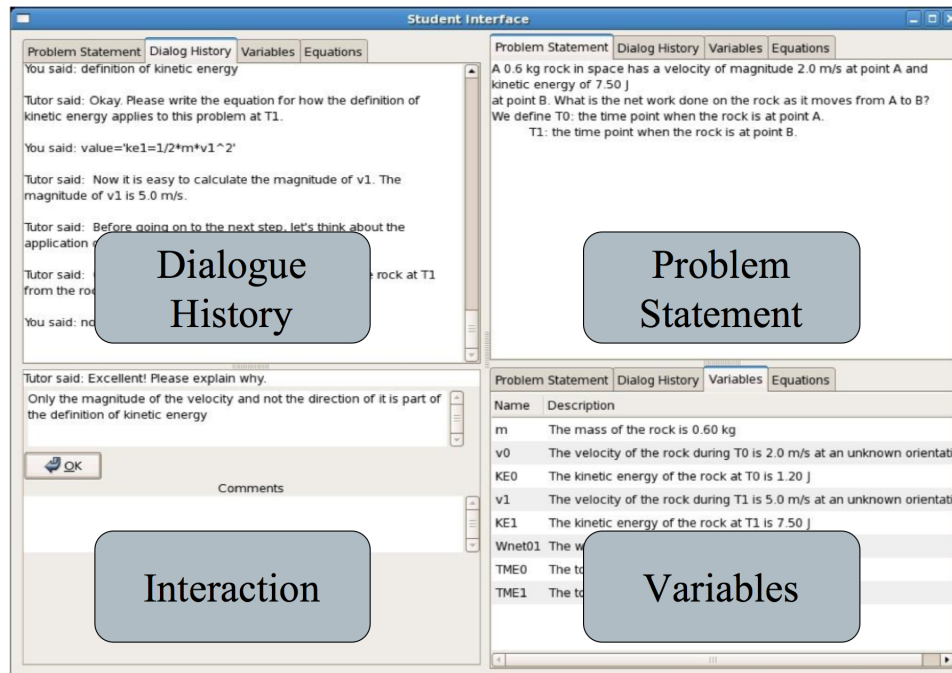 Student Interface
Problem Statement Dialog History Variables Equations
You said: definition of kinetic energy
Tutor said: Okay. Please write the equation for how the definition of
kinetic energy applies to this problem at T1.
You said: value='ke1=1/2*m*v1^2'
Tutor said: Now it is easy to calculate the magnitude of v1. The
magnitude of v1 is 5.0 m/s.
Tutor said: Before going on to the next step, let's think about the
application
Tutor said: rock at T1
from the
You said:
Dialogue
History
Problem Statement Dialog History Variables Equations
A 0.6 kg rock in space has a velocity of magnitude 2.0 m/s at point A and
kinetic energy of 7.50 J
at point B. What is the net work done on the rock as it moves from A to B?
We define T0: the time point when the rock is at point A.
T1: the time point when the rock is at point B.
Problem
Statement
Tutor said: Excellent! Please explain why.
Only the magnitude of the velocity and not the direction of it is part of
the definition of kinetic energy
OK
Comments
Interaction
Problem Statement Dialog History Variables Equations
Name Description
m The mass of the rock is 0.60 kg
v0 The velocity of the rock during T0 is 2.0 m/s at an unknown orientati
KE0 The kinetic energy of the rock at T0 is 1.20 J
v1 The velocity of the rock during T1 is 5.0 m/s at an unknown orientati
KE1 The kinetic energy of the rock at T1 is 7.50 J
Wnet01 The
TME0 The
TME1 The
Variables